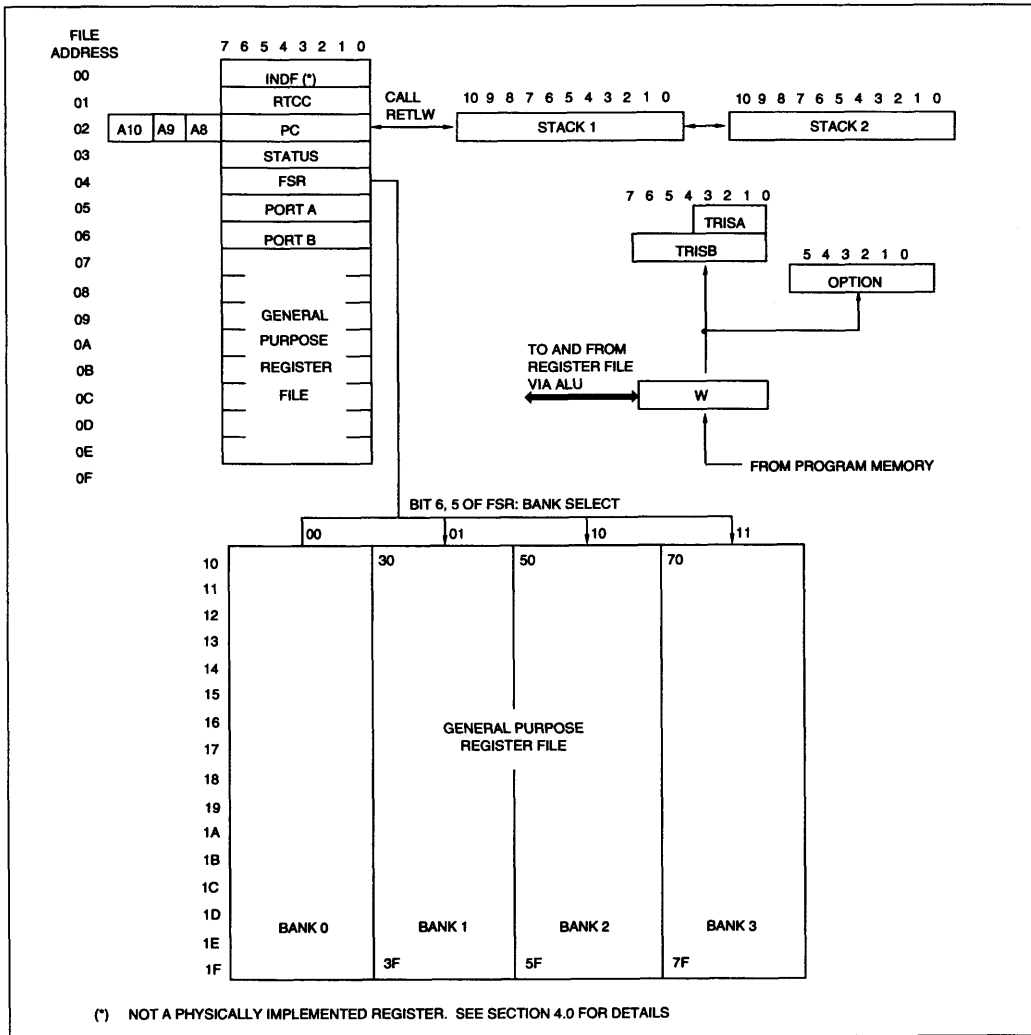 FILE
ADDRESS
7 6 5 4 3 2 1 0
00 INDF (*)
01 RTCC
02 A10 A9 A8 PC
03 STATUS
04 FSR
05 PORT A
06 PORT B
07
08
09 GENERAL
0A PURPOSE
0B REGISTER
0C FILE
0D
0E
0F
CALL
RETLW
10 9 8 7 6 5 4 3 2 1 0
STACK 1
10 9 8 7 6 5 4 3 2 1 0
STACK 2
7 6 5 4 3 2 1 0
TRISA
TRISB
5 4 3 2 1 0
OPTION
TO AND FROM
REGISTER FILE
VIA ALU
W
FROM PROGRAM MEMORY
BIT 6, 5 OF FSR: BANK SELECT
00 01 10 11
10 30 50 70
11
12
13
14
15
16
17
18
19
1A
1B
1C
1D
1E
1F
GENERAL PURPOSE
REGISTER FILE
BANK 0 BANK 1 BANK 2 BANK 3
3F 5F 7F
(*) NOT A PHYSICALLY IMPLEMENTED REGISTER. SEE SECTION 4.0 FOR DETAILS